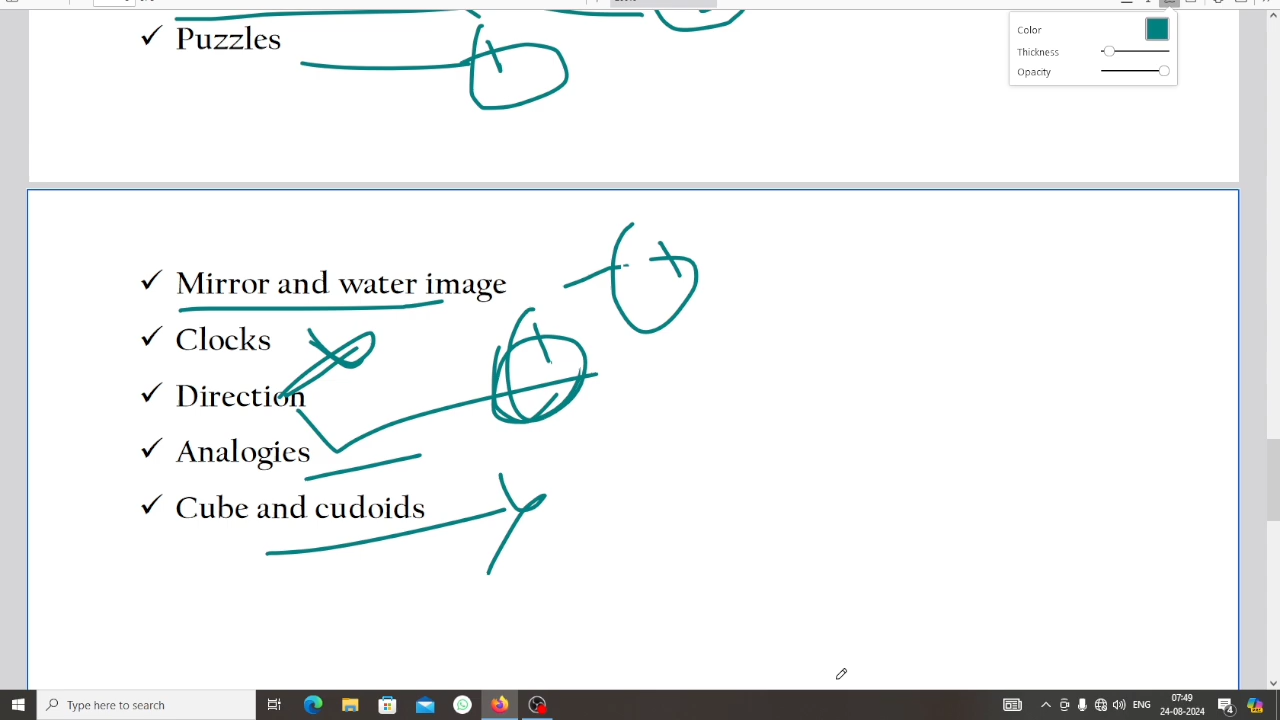 Color
✓ Puzzles
Thickness
Opacity
✓ Mirror and water image
✓ Clocks
✓ Direction
✓ Analogies
✓ Cube and cudoids
Type here to search
ENG
07:49
24-08-2024
4